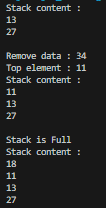 Stack content :
13
27

Remove data : 34
Top element : 11
Stack content :
11
13
27

Stack is Full
Stack content :
18
11
13
27